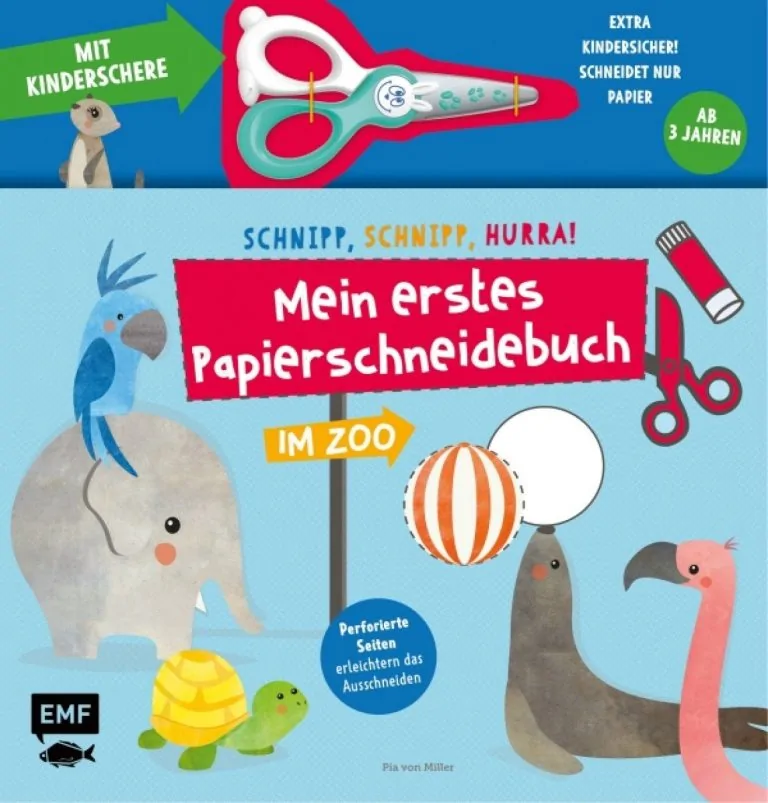 MIT
KINDERSCHERE
EXTRA
KINDERSICHER!
SCHNEIDET NUR
PAPIER
AB
3 JAHREN
SCHNIPP, SCHNIPP, HURRA!
Mein erstes
Papierschneidebuch
IM ZOO
Perforierte
Seiten
erleichtern das
Ausschneiden
EMF
Pia von Miller